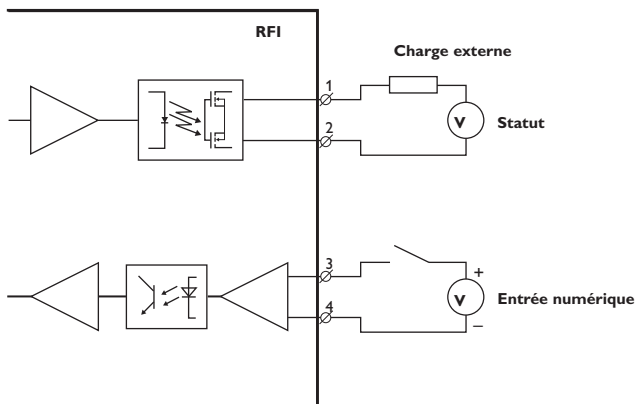 RFI
Charge externe
1
V
Statut
2
3
+
V
Entrée numérique
4
–